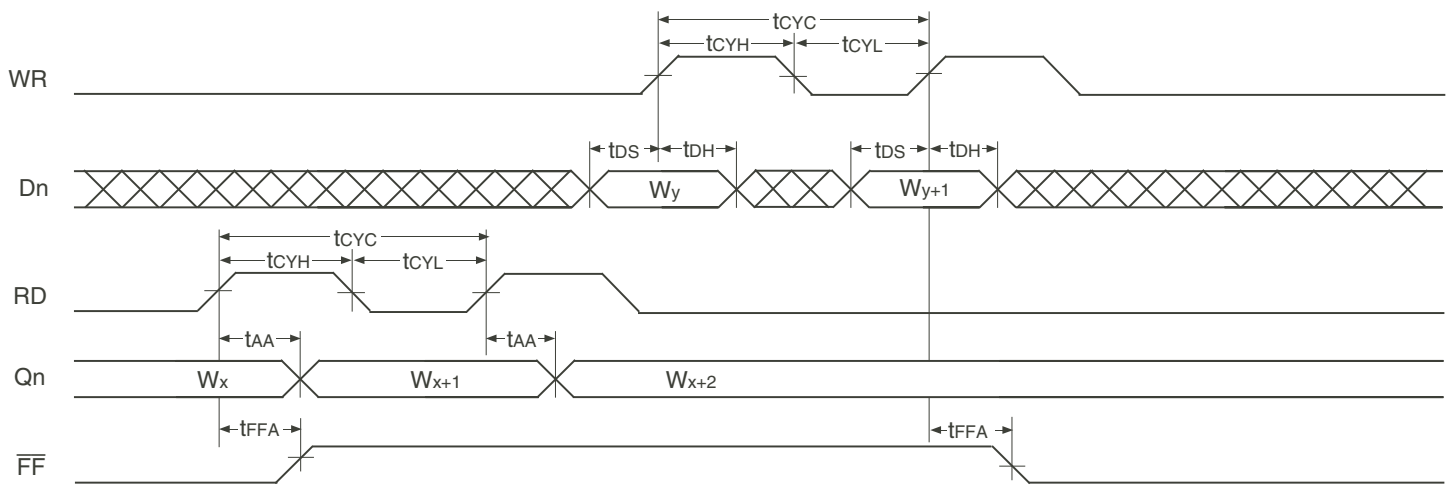 tCYC
tCYH tCYL
WR
tDS tDH tDS tDH
Dn Wy Wy+1
tCYC
tCYH tCYL
RD
tAA tAA
Qn Wx Wx+1 Wx+2
tFFA tFFA
F̅F̅